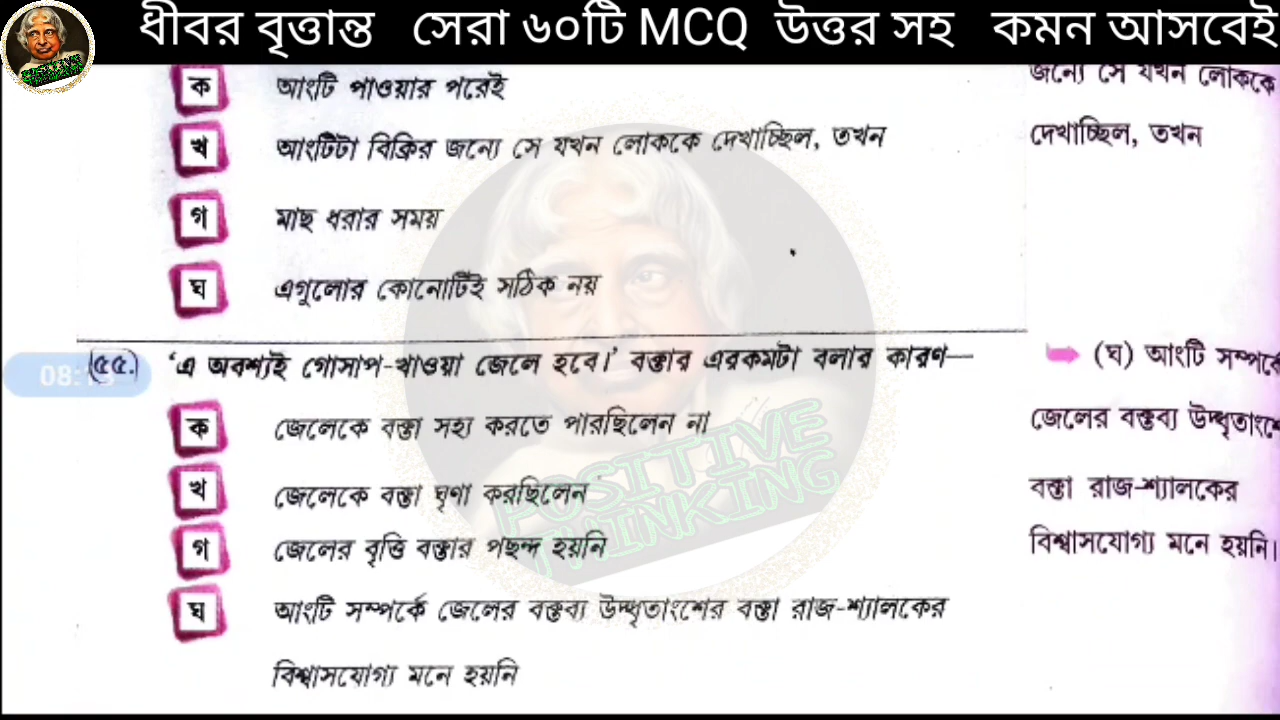 ধীবর বৃত্তান্ত সেরা ৬০টি MCQ উত্তর সহ কমন আসবেই
ক আংটি পাওয়ার পরেই
খ আংটিটা বিক্রির জন্যে সে যখন লোককে দেখাচ্ছিল, তখন
গ মাছ ধরার সময়
ঘ এগুলোর কোনোটিই সঠিক নয়
জন্যে সে যখন লোককে
দেখাচ্ছিল, তখন
(৫৫.) ‘এ অবশ্যই গোসাপ-খাওয়া জেলে হবে।’ বক্তার এরকমটা বলার কারণ—
ক জেলেকে বক্তা সহ্য করতে পারছিলেন না
খ জেলেকে বক্তা ঘৃণা করছিলেন
গ জেলের বৃত্তি বক্তার পছন্দ হয়নি
ঘ আংটি সম্পর্কে জেলের বক্তব্য উদ্ধৃতাংশের বক্তা রাজ-শ্যালকের
বিশ্বাসযোগ্য মনে হয়নি
(ঘ) আংটি
জেলের বক্তব্য
বক্তা রাজ-শ্যালকের
বিশ্বাসযোগ্য মনে হয়নি।
POSITIVE
THINKING